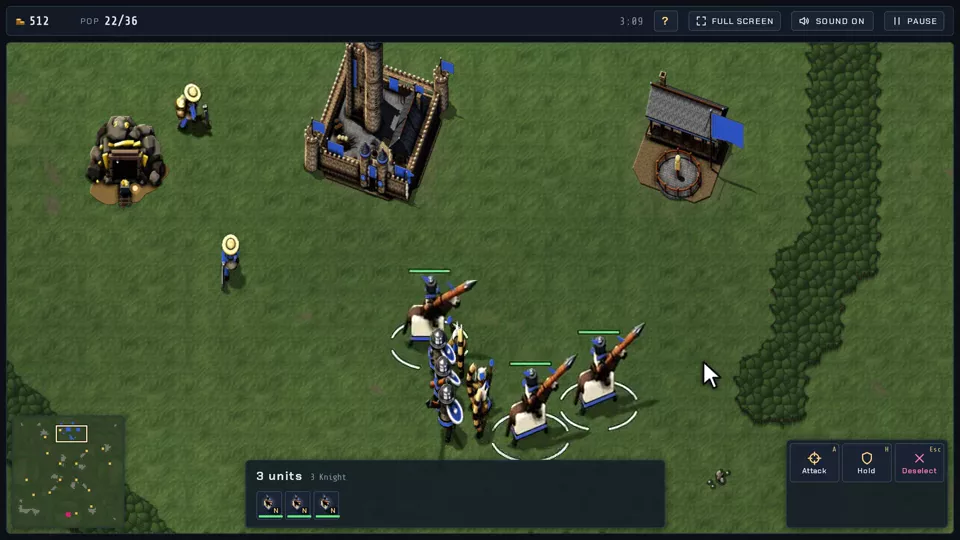 512
POP 22/36
3:09
?
FULL SCREEN
SOUND ON
PAUSE
3 units 3 Knight
N N N
A
Attack
H
Hold
Esc
Deselect